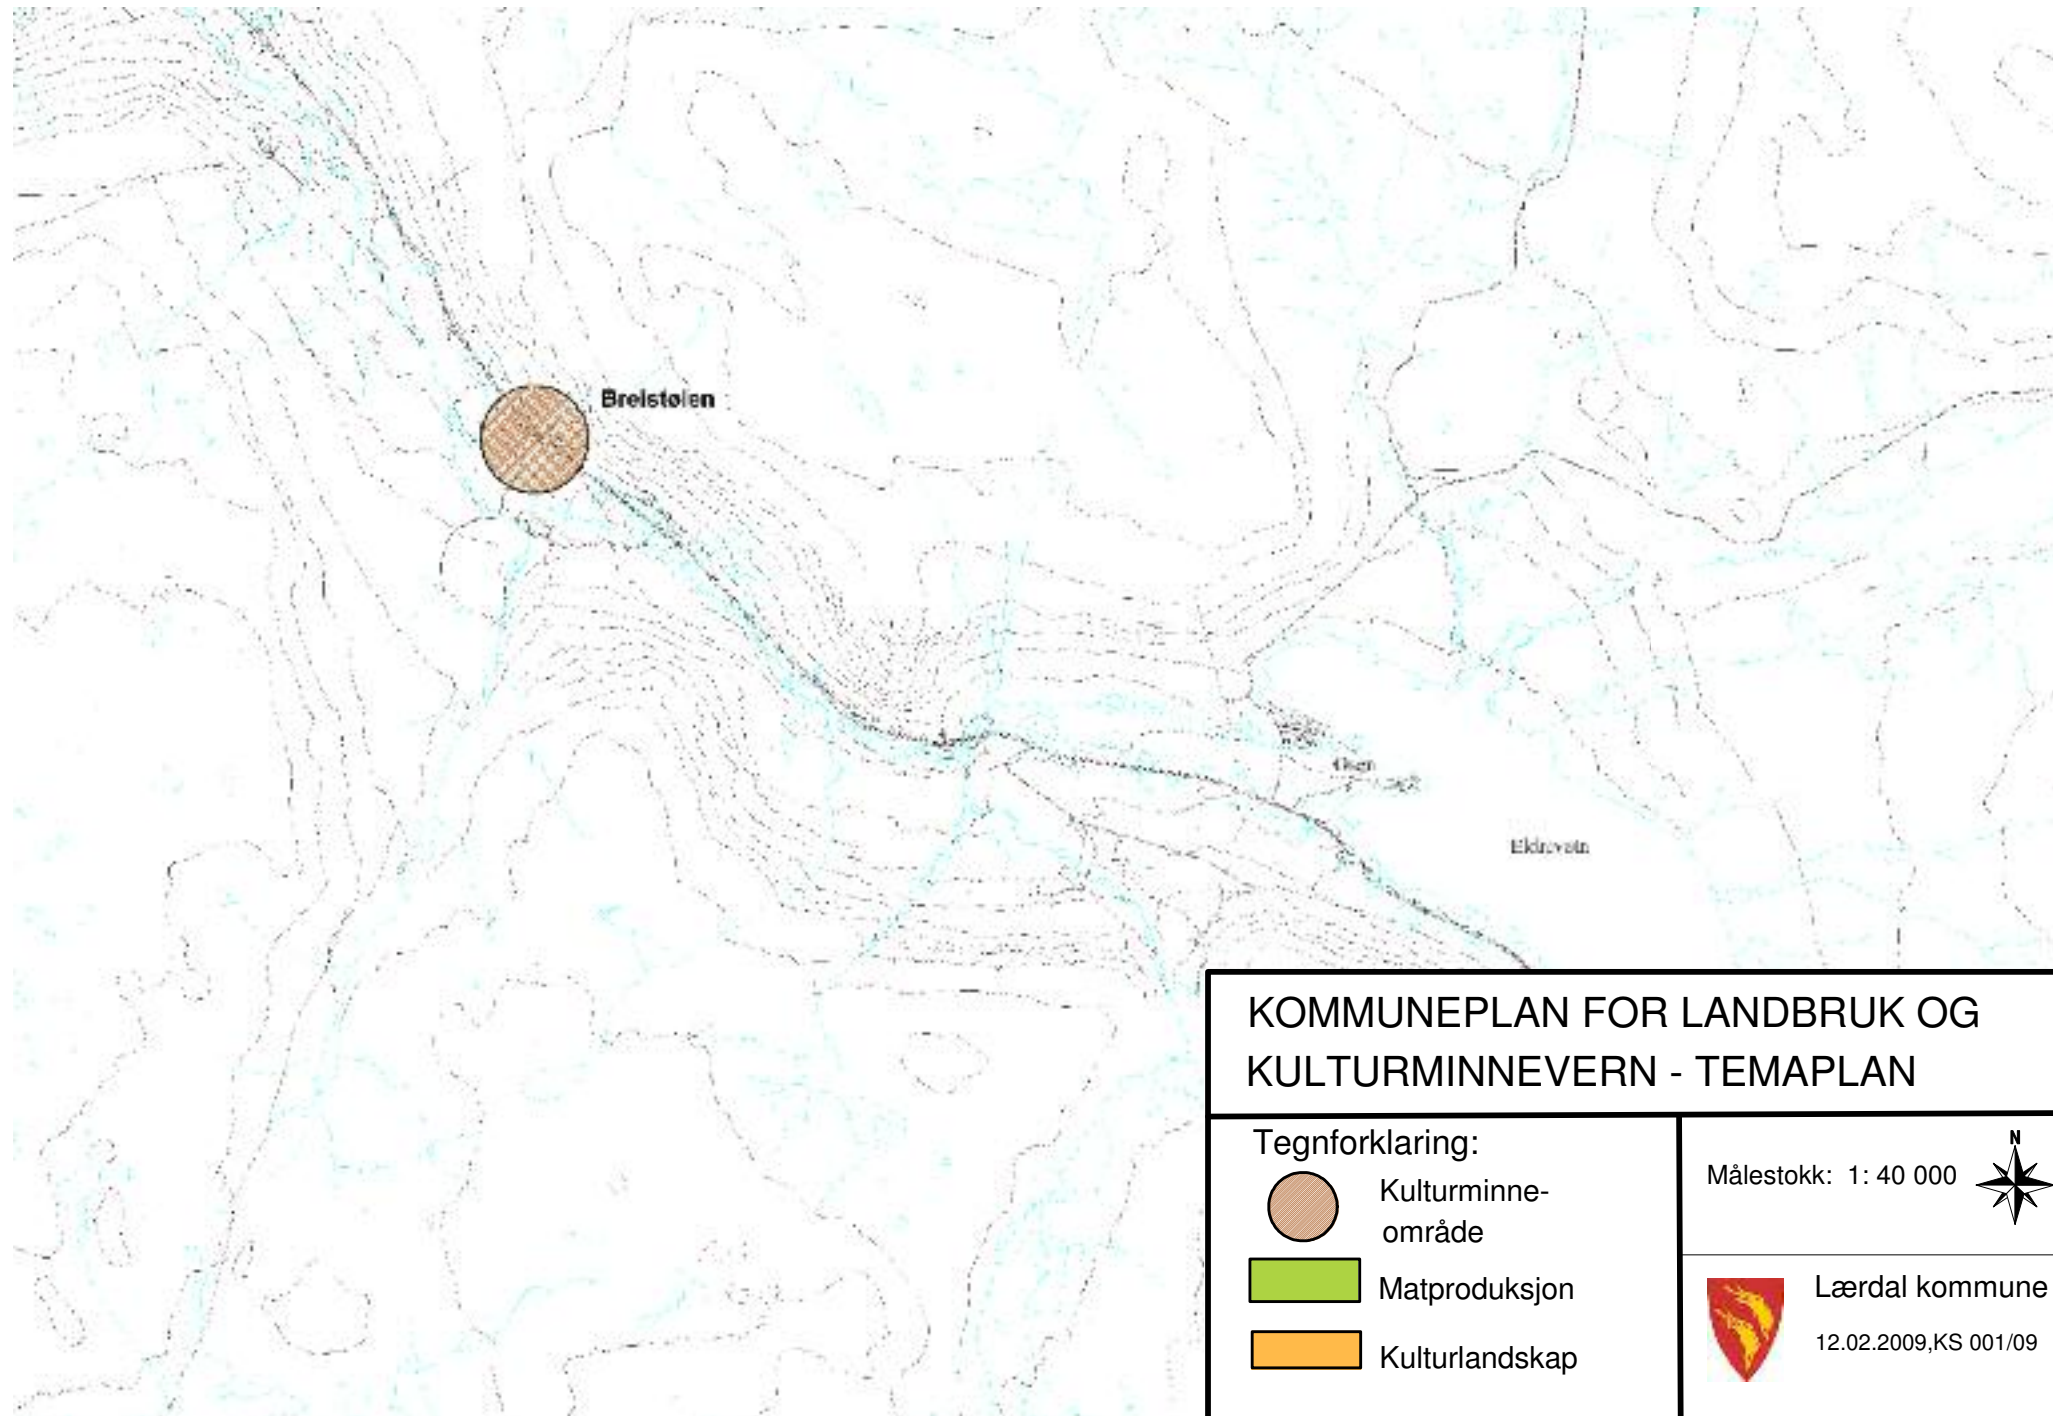 Breistølen
Eldrevatn
KOMMUNEPLAN FOR LANDBRUK OG
KULTURMINNEVERN - TEMAPLAN
Tegnforklaring:
Kulturminne-
område
Matproduksjon
Kulturlandskap
Målestokk: 1: 40 000
N
Lærdal kommune
12.02.2009,KS 001/09